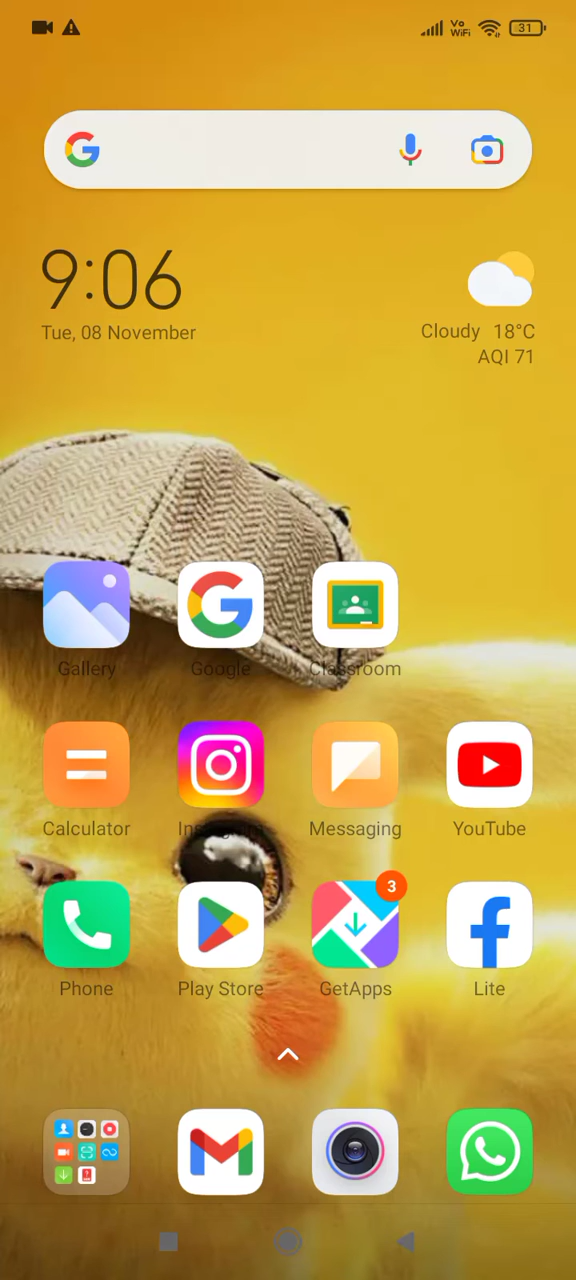 Vo
WiFi
31
9:06
Tue, 08 November
Cloudy 18°C
AQI 71
Gallery
Google
Classroom
Calculator
Instagram
Messaging
YouTube
3
Phone
Play Store
GetApps
Lite